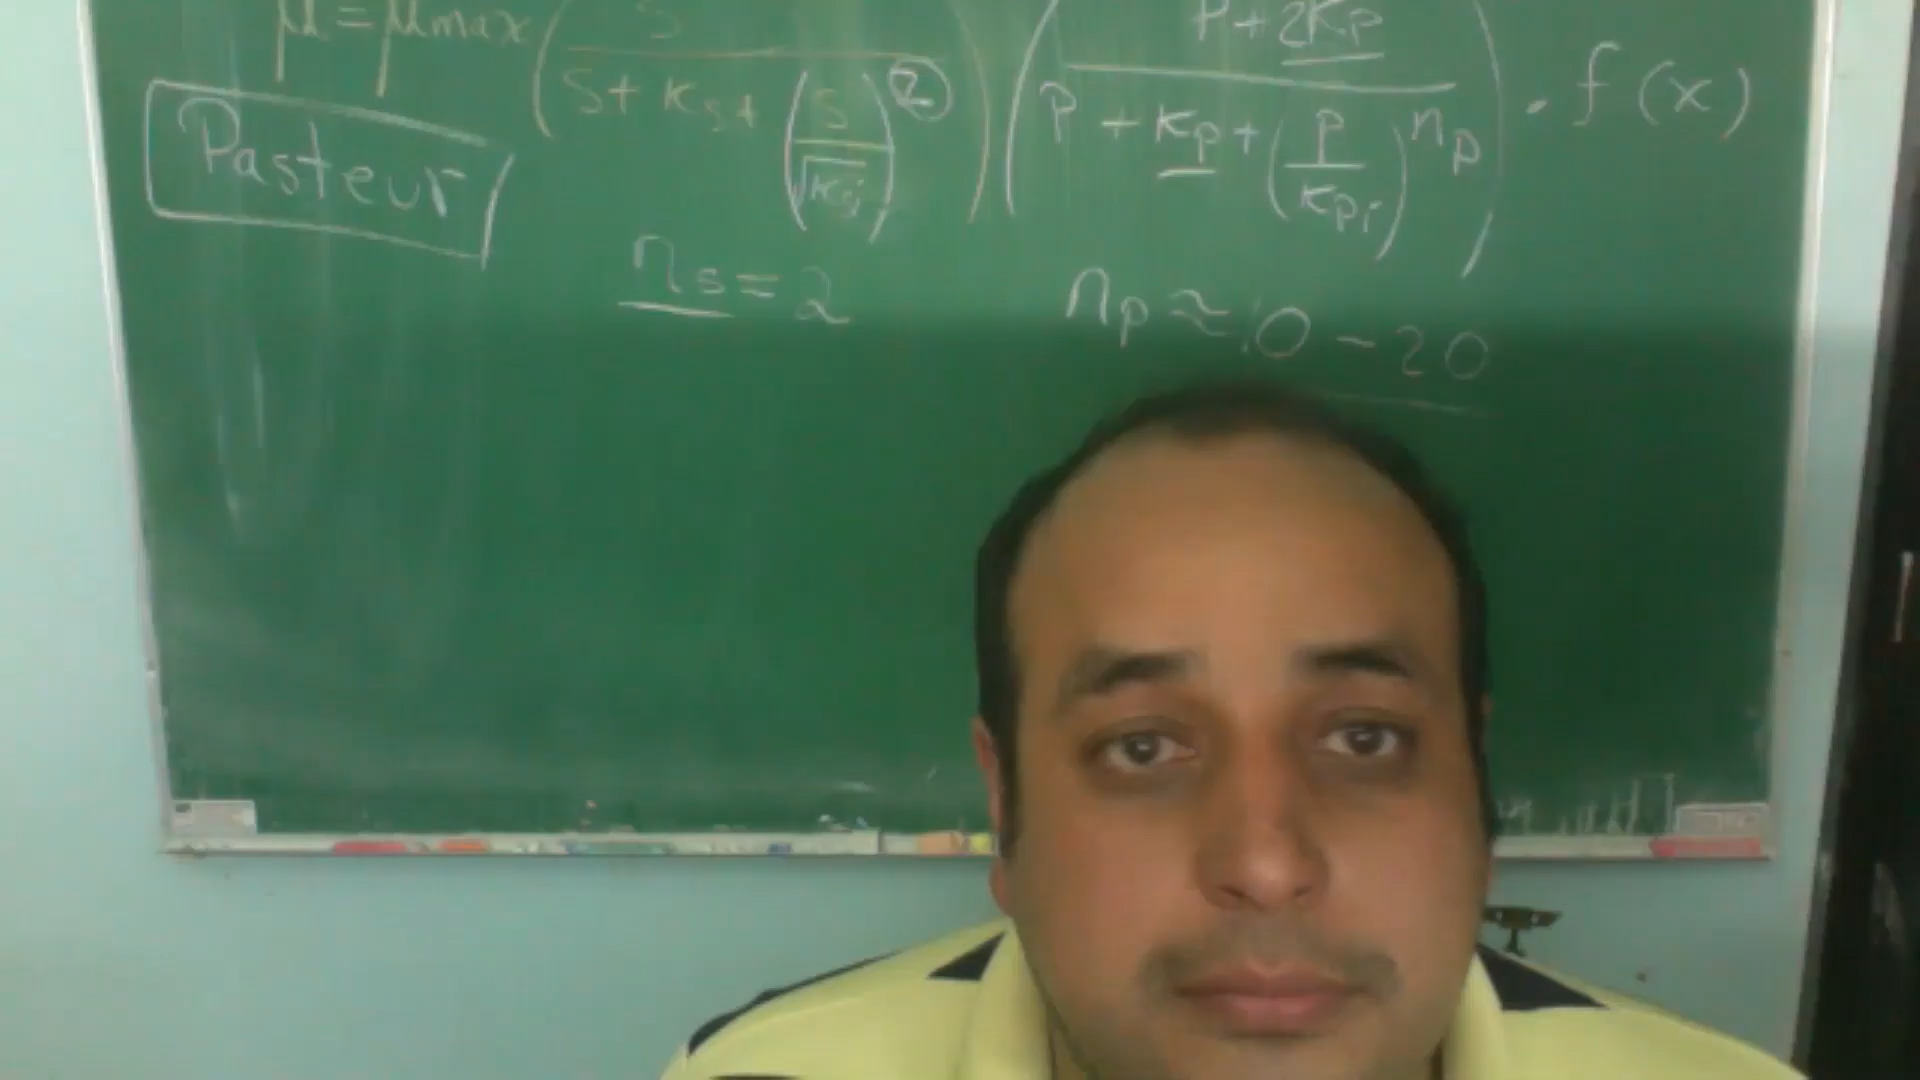 μ = μmax ( S / ( S + Ks + ( S / √Ksi )^2 ) ) ( ( P + 2Kp ) / ( P + Kp + ( P / Kpi )^np ) ) · f(x)
Pasteur
ns = 2
np ≈ 10 - 20